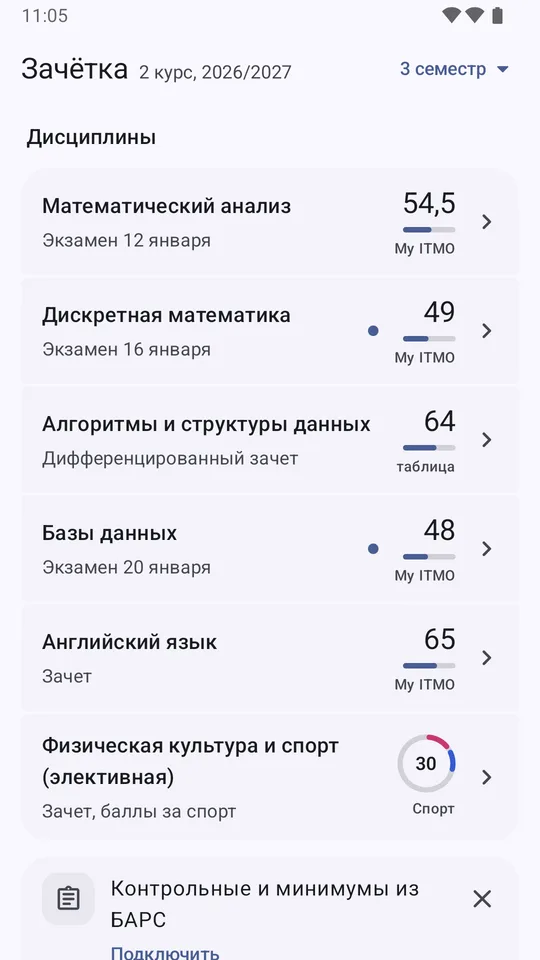 11:05
Зачётка 2 курс, 2026/2027 3 семестр
Дисциплины
Математический анализ 54,5
Экзамен 12 января My ITMO
Дискретная математика 49
Экзамен 16 января My ITMO
Алгоритмы и структуры данных 64
Дифференцированный зачет таблица
Базы данных 48
Экзамен 20 января My ITMO
Английский язык 65
Зачет My ITMO
Физическая культура и спорт
(элективная) 30
Зачет, баллы за спорт Спорт
Контрольные и минимумы из
БАРС
Подключить